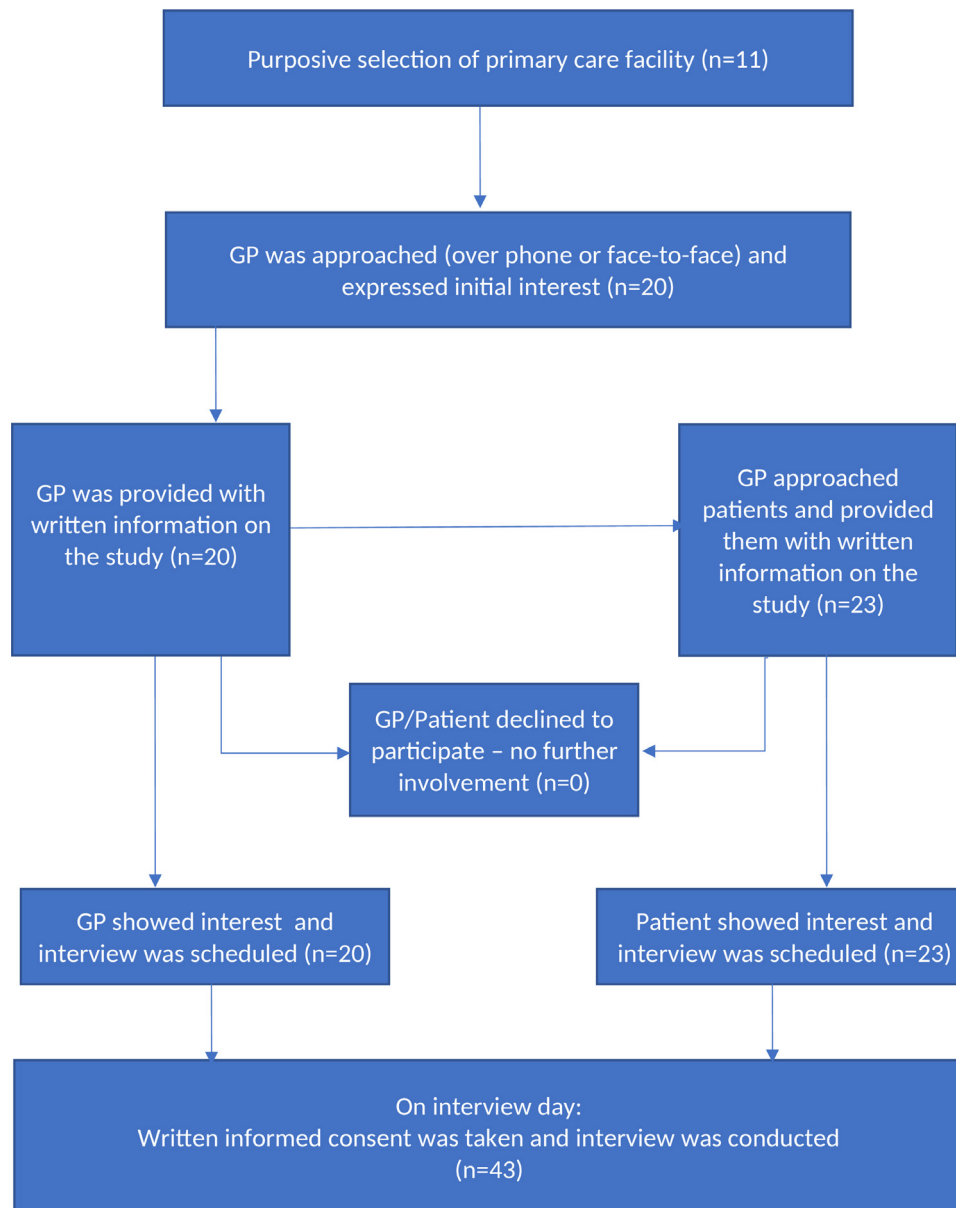 Purposive selection of primary care facility (n=11)
GP was approached (over phone or face-to-face) and
expressed initial interest (n=20)
GP was provided with
written information on
the study (n=20)
GP approached
patients and provided
them with written
information on the
study (n=23)
GP/Patient declined to
participate – no further
involvement (n=0)
GP showed interest and
interview was scheduled (n=20)
Patient showed interest and
interview was scheduled (n=23)
On interview day:
Written informed consent was taken and interview was conducted
(n=43)